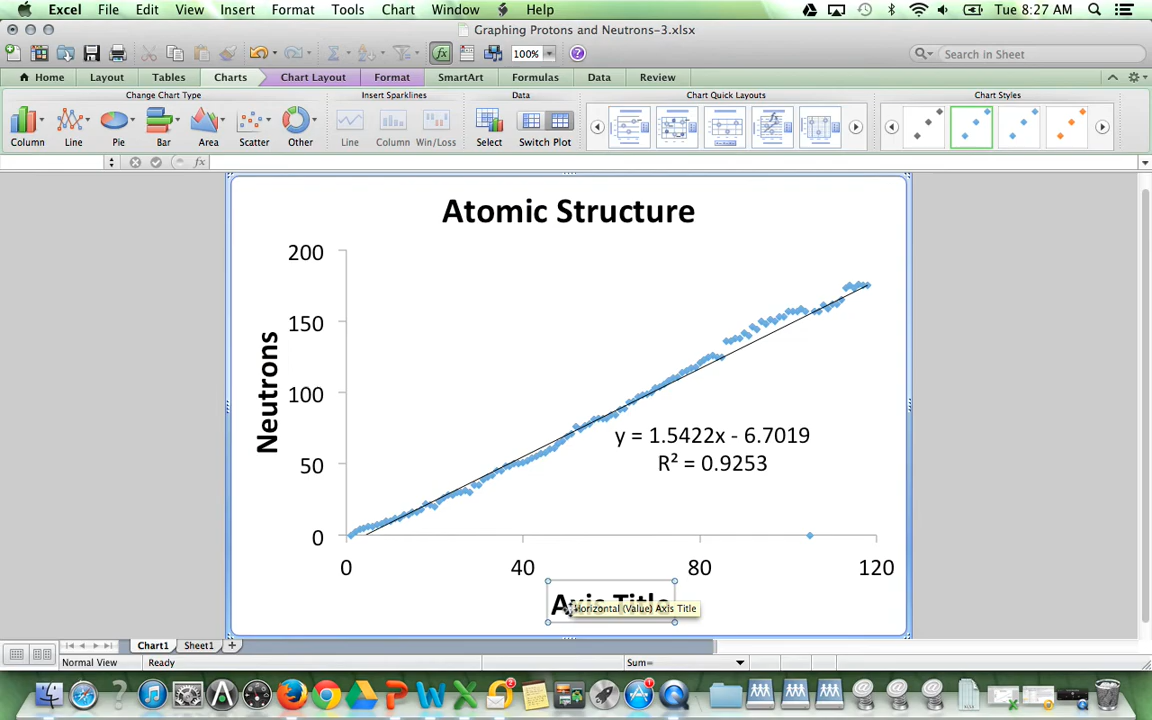 Excel File Edit View Insert Format Tools Chart Window Help Tue 8:27 AM
Graphing Protons and Neutrons-3.xlsx
100% Search in Sheet
Home Layout Tables Charts Chart Layout Format SmartArt Formulas Data Review
Change Chart Type Insert Sparklines Data Chart Quick Layouts Chart Styles
Column Line Pie Bar Area Scatter Other Line Column Win/Loss Select Switch Plot
fx
Atomic Structure
200
150
100
50
0
Neutrons
y = 1.5422x - 6.7019
R² = 0.9253
0 40 80 120
Axis Title
Horizontal (Value) Axis Title
Chart1 Sheet1
Normal View Ready Sum=